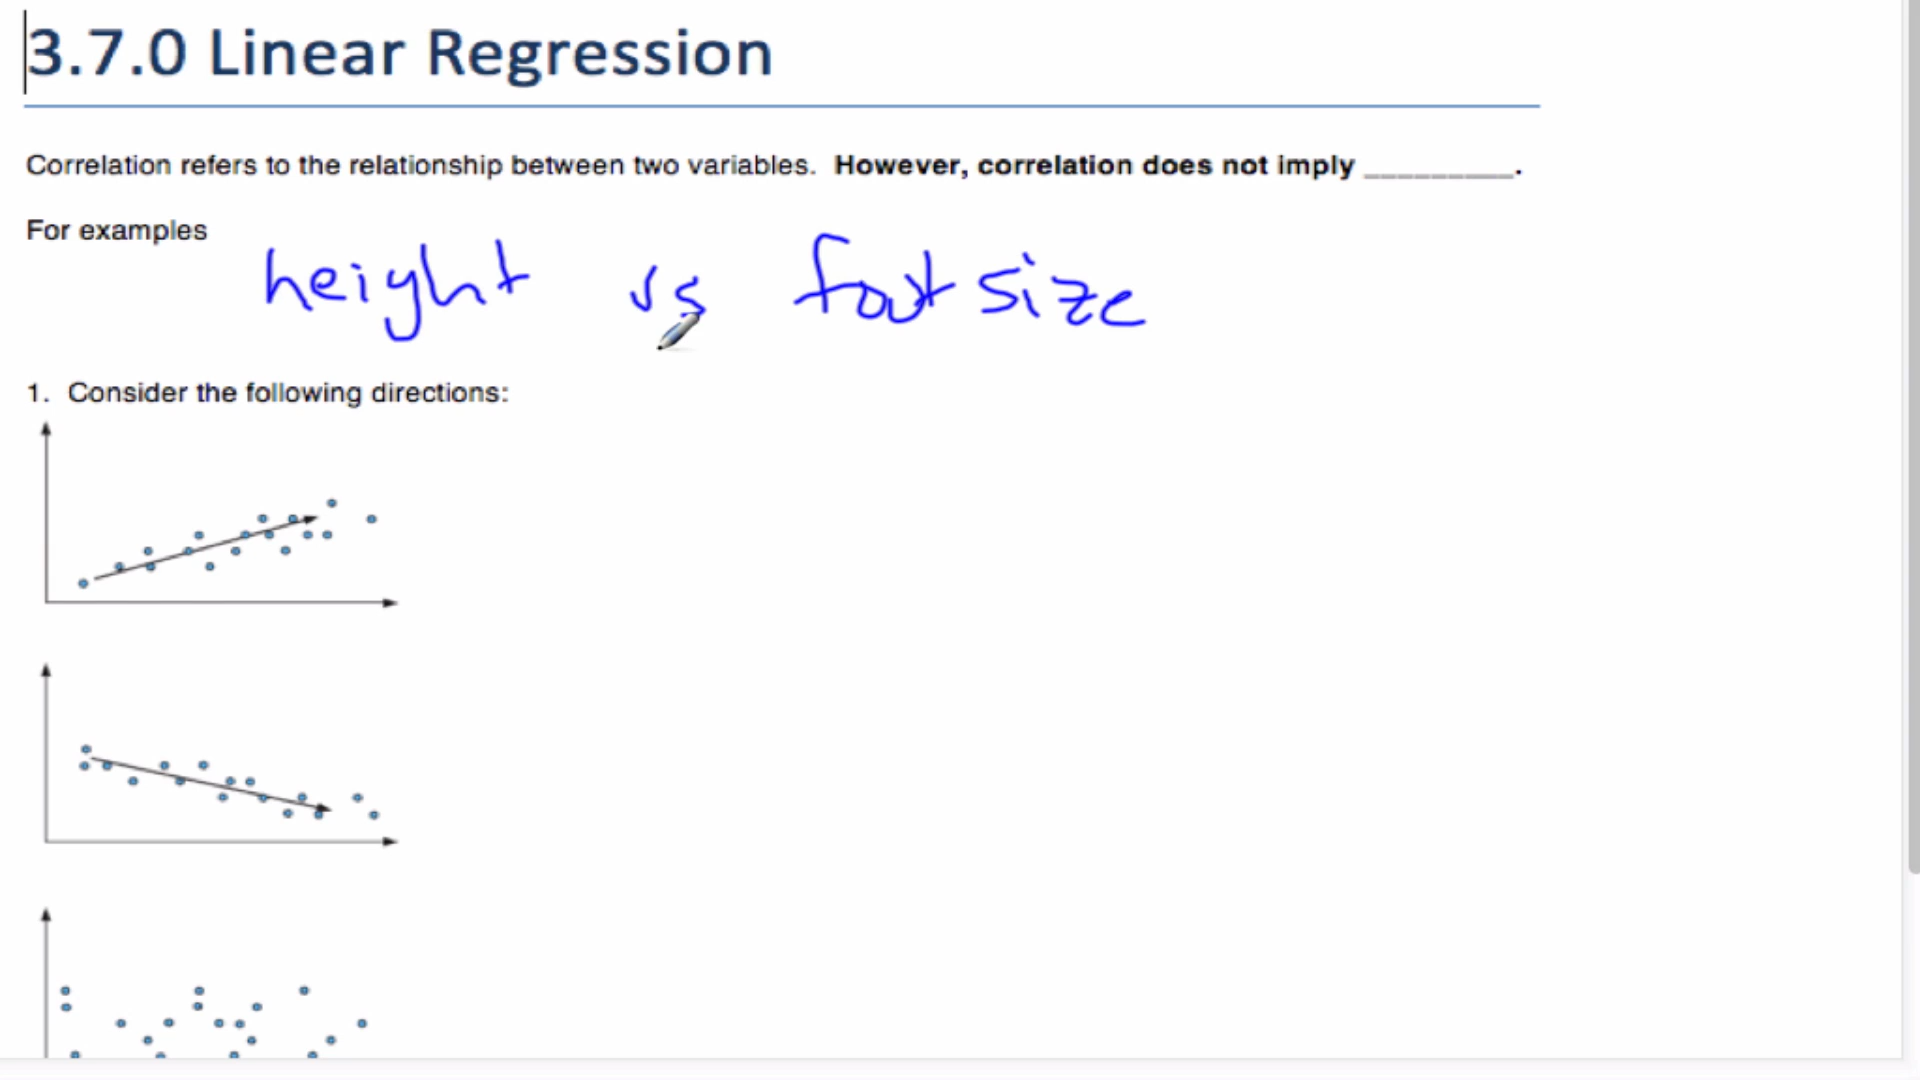 3.7.0 Linear Regression
Correlation refers to the relationship between two variables. However, correlation does not imply __________.
For examples
height vs foot size
1. Consider the following directions: